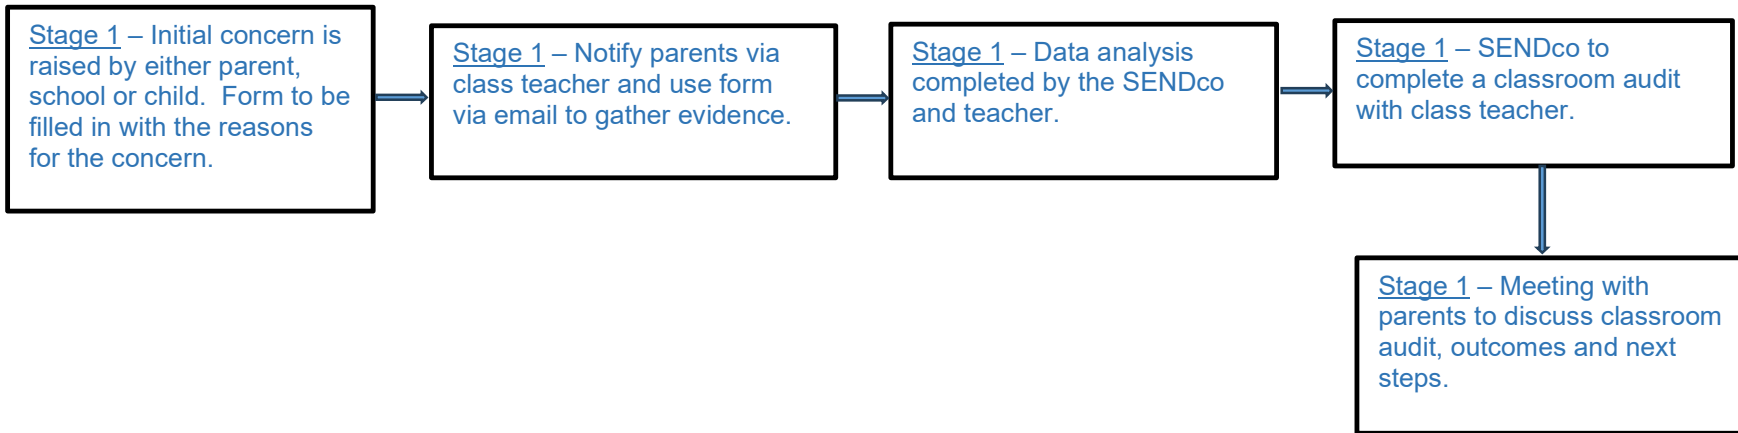 Stage 1 – Initial concern is
raised by either parent,
school or child.  Form to be
filled in with the reasons
for the concern.
Stage 1 – Notify parents via
class teacher and use form
via email to gather evidence.
Stage 1 – Data analysis
completed by the SENDco
and teacher.
Stage 1 – SENDco to
complete a classroom audit
with class teacher.
Stage 1 – Meeting with
parents to discuss classroom
audit, outcomes and next
steps.